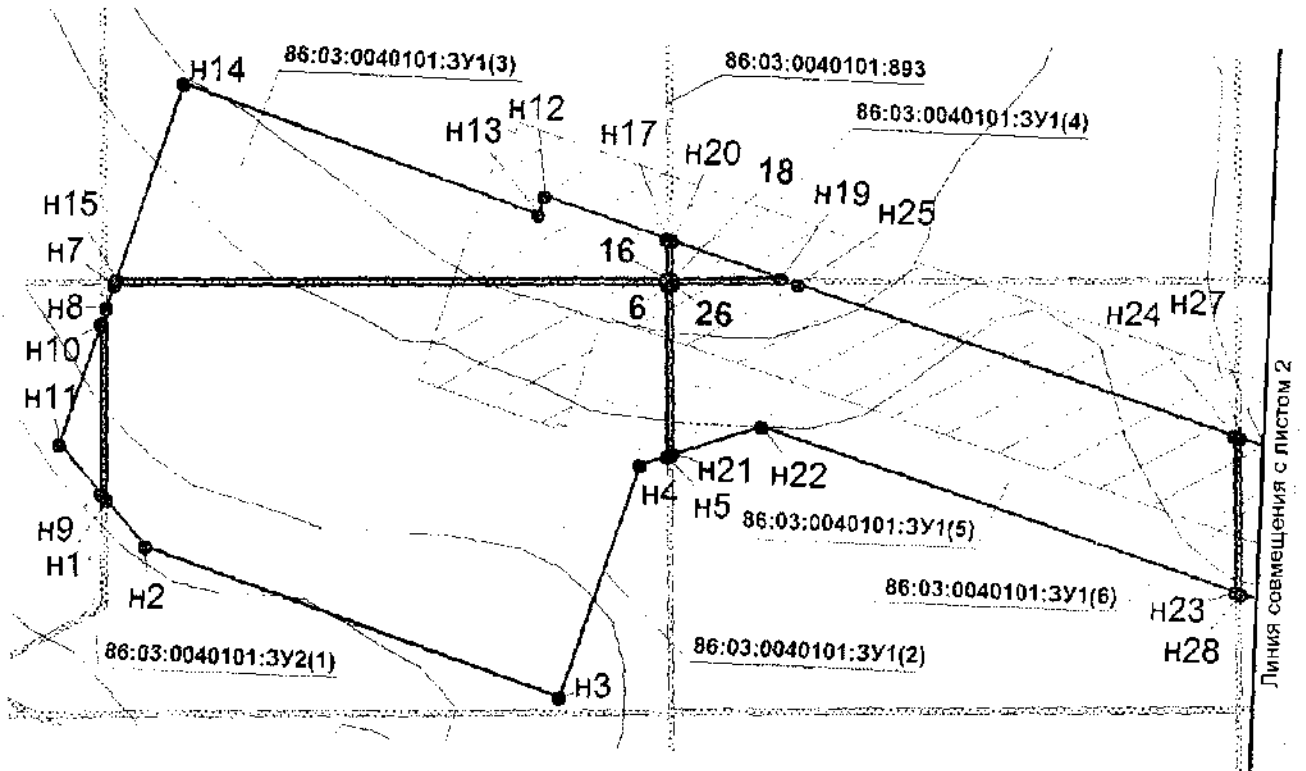 н14
86:03:0040101:ЗУ1(3)
86:03:0040101:893
86:03:0040101:ЗУ1(4)
н12
н13
н17
н20
18
н19
н25
н15
н7
16
н8
6
26
н24
н27
н10
н11
н4
н21
н5
н22
н9
н1
н2
86:03:0040101:ЗУ1(5)
86:03:0040101:ЗУ1(6)
н23
н28
86:03:0040101:ЗУ2(1)
86:03:0040101:ЗУ1(2)
н3
Линия совмещения с листом 2